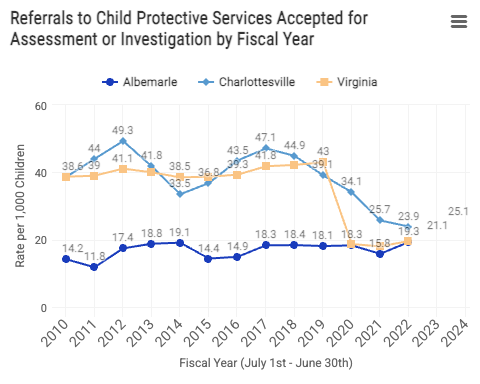 Referrals to Child Protective Services Accepted for
Assessment or Investigation by Fiscal Year
Albemarle Charlottesville Virginia
Rate per 1,000 Children
60
40
20
0
49.3
47.1
44 43.5 44.9 43
41.8 41.8
38.6 39 41.1 38.5 36.8 39.3 39.1
33.5 34.1
25.7 23.9 25.1
21.1
14.2 11.8 17.4 18.8 19.1 14.4 14.9 18.3 18.4 18.1 18.3 15.8 19.3
2010 2011 2012 2013 2014 2015 2016 2017 2018 2019 2020 2021 2022 2023 2024
Fiscal Year (July 1st - June 30th)